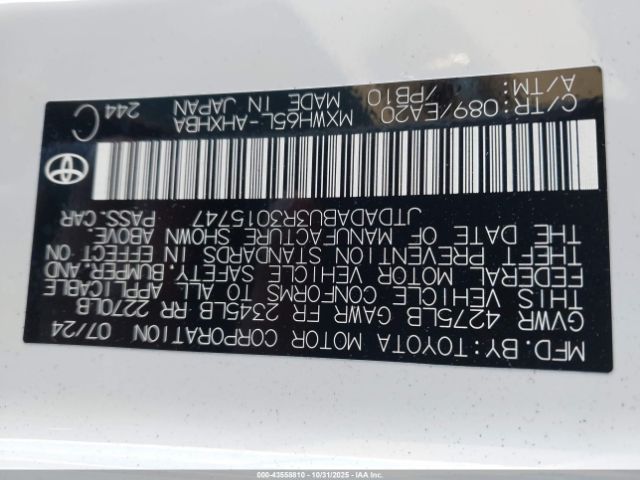 MFD. BY: TOYOTA MOTOR CORPORATION 07/24
GVWR 4275LB GAWR FR 2345LB RR 2270LB
THIS VEHICLE CONFORMS TO ALL APPLICABLE
FEDERAL MOTOR VEHICLE SAFETY, BUMPER, AND
THEFT PREVENTION STANDARDS IN EFFECT ON
THE DATE OF MANUFACTURE SHOWN ABOVE.
JTDADABU3R3015747 PASS. CAR
C/TR: 089/EA20 MXWH65L-AHXHBA 244 C
A/TM: /PB10 MADE IN JAPAN
000-43558810 - 10/31/2025 - IAAI.COM